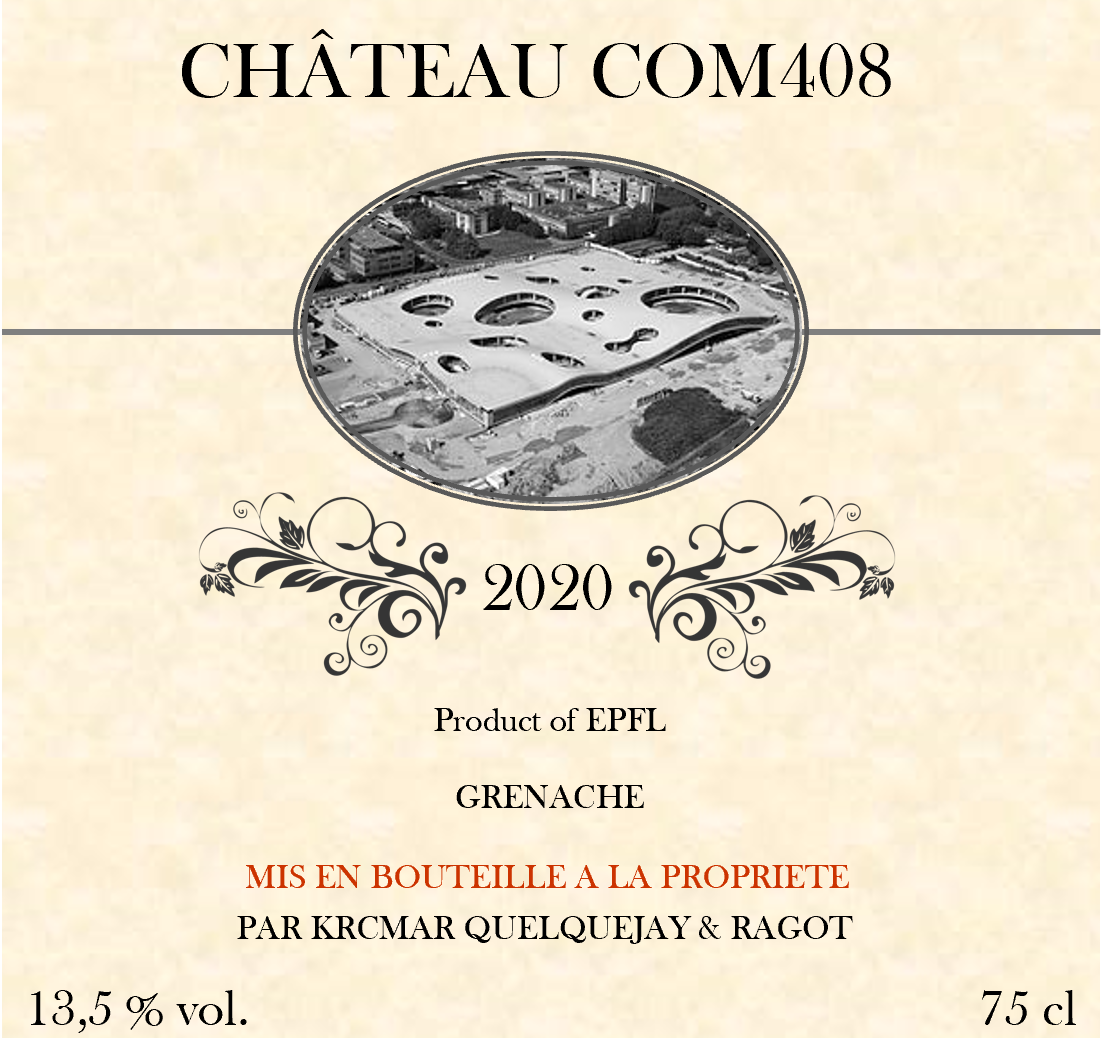 CHÂTEAU COM408
2020
Product of EPFL
GRENACHE
MIS EN BOUTEILLE A LA PROPRIETE
PAR KRCMAR QUELQUEJAY & RAGOT
13,5 % vol.
75 cl